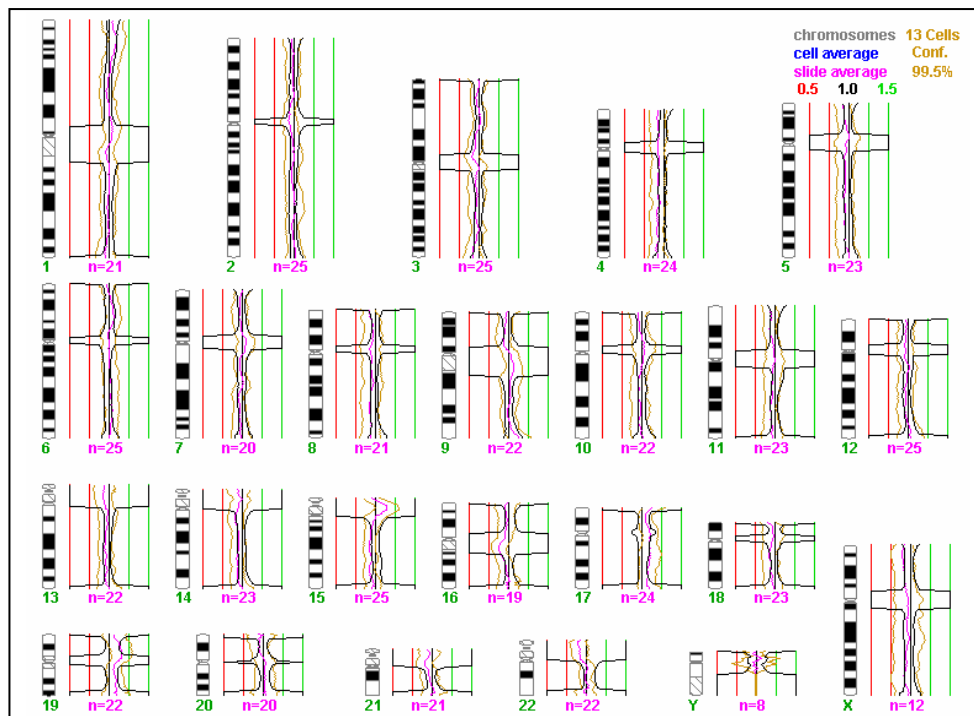 chromosomes 13 Cells
cell average Conf.
slide average 99.5%
0.5 1.0 1.5
1 n=21
2 n=25
3 n=25
4 n=24
5 n=23
6 n=25
7 n=20
8 n=21
9 n=22
10 n=22
11 n=23
12 n=25
13 n=22
14 n=23
15 n=25
16 n=19
17 n=24
18 n=23
19 n=22
20 n=20
21 n=21
22 n=22
Y n=8
X n=12